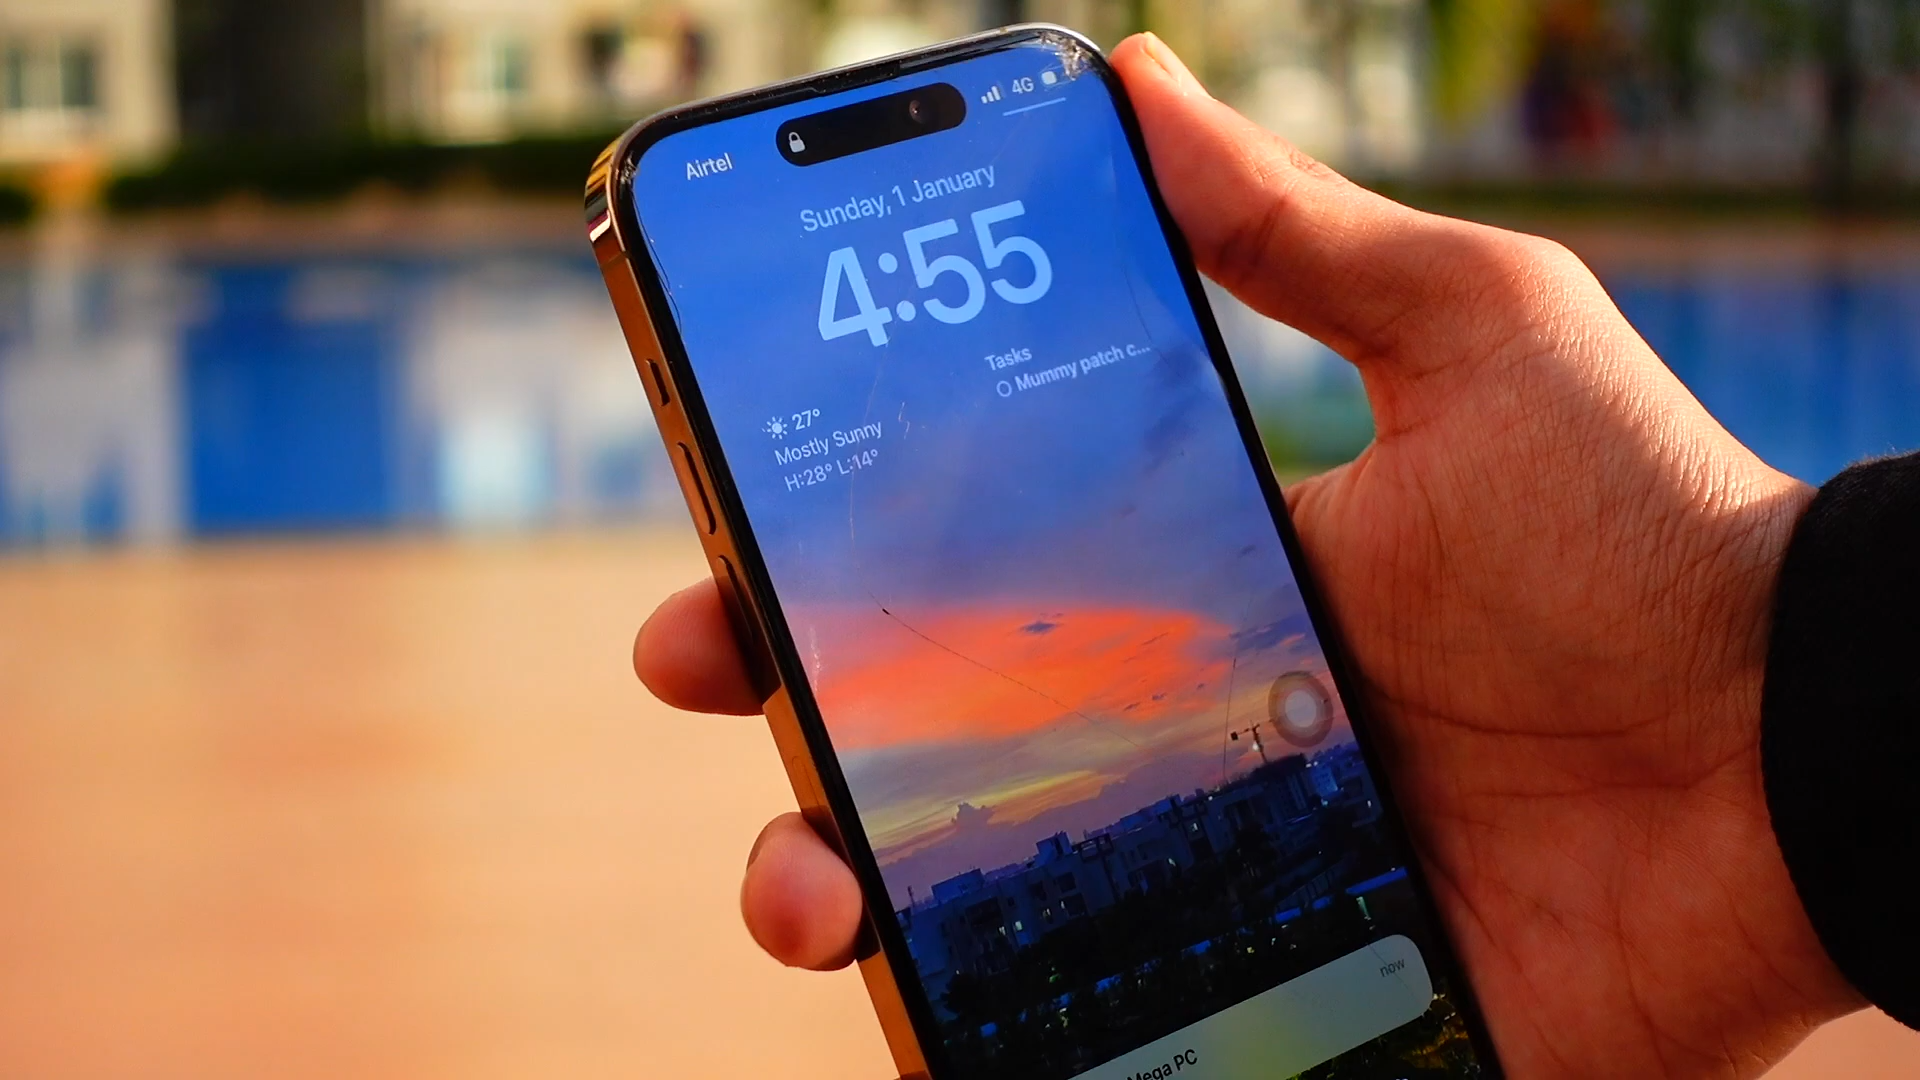 Airtel
4G
Sunday, 1 January
4:55
Tasks
Mummy patch c...
27°
Mostly Sunny
H:28° L:14°
now
Mega PC